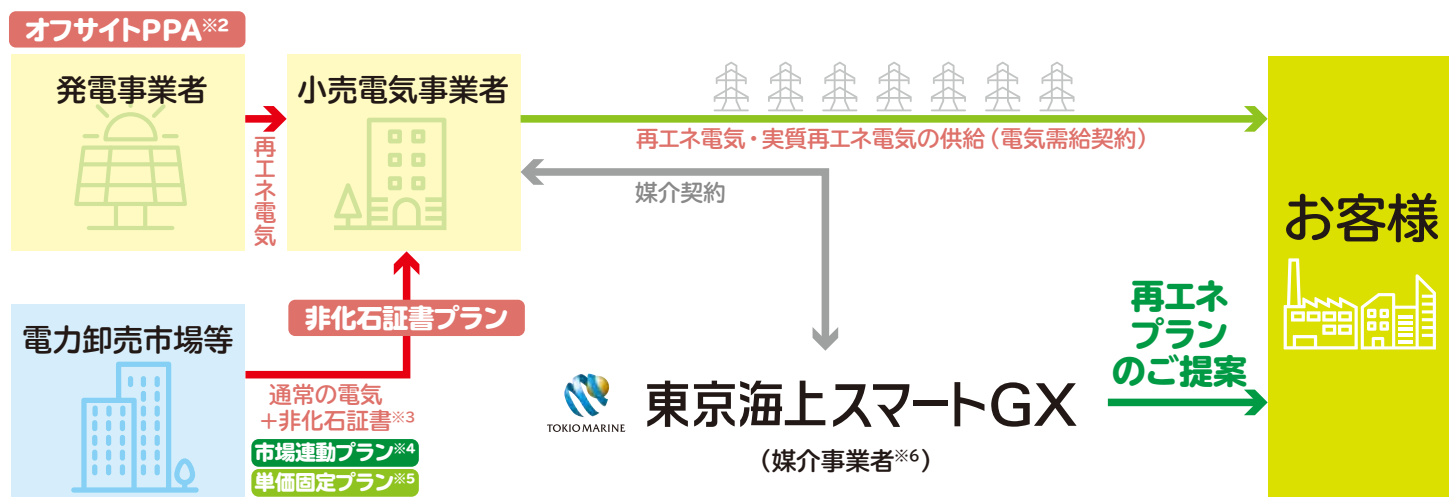 オフサイトPPA※2
発電事業者
再エネ電気
小売電気事業者
再エネ電気・実質再エネ電気の供給（電気需給契約）
媒介契約
お客様
非化石証書プラン
電力卸売市場等
通常の電気
＋非化石証書※3
市場連動プラン※4
単価固定プラン※5
TOKIO MARINE
東京海上スマートGX
（媒介事業者※6）
再エネ
プラン
のご提案